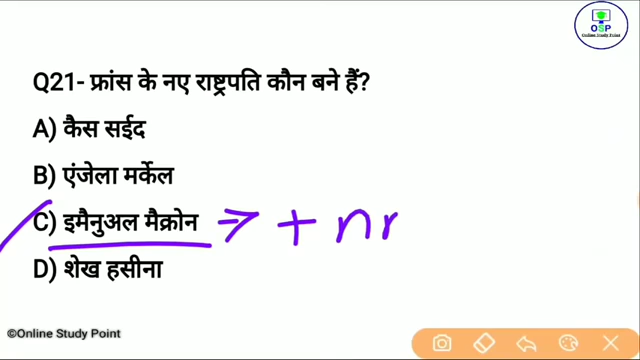 OSP
Online Study Point
Q21- फ्रांस के नए राष्ट्रपति कौन बने हैं?
A) कैस सईद
B) एंजेला मर्केल
C) इमैनुअल मैक्रोन ⇒ + nr
D) शेख हसीना
©Online Study Point